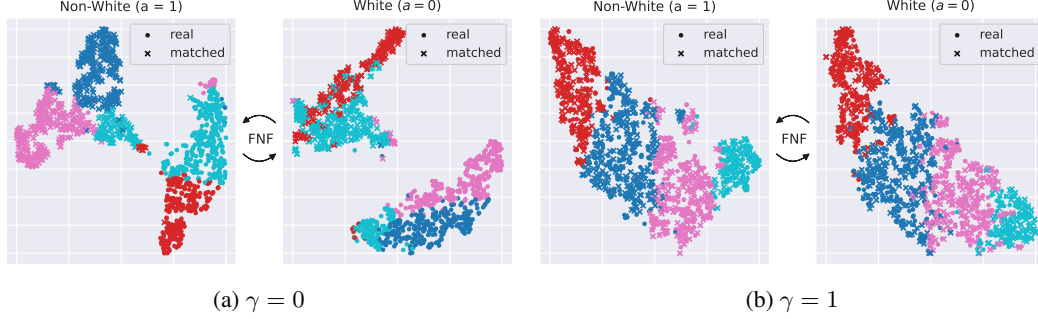 Non-White (a = 1)
real
matched
FNF
White (a = 0)
real
matched
Non-White (a = 1)
real
matched
FNF
White (a = 0)
real
matched
(a) γ = 0
(b) γ = 1